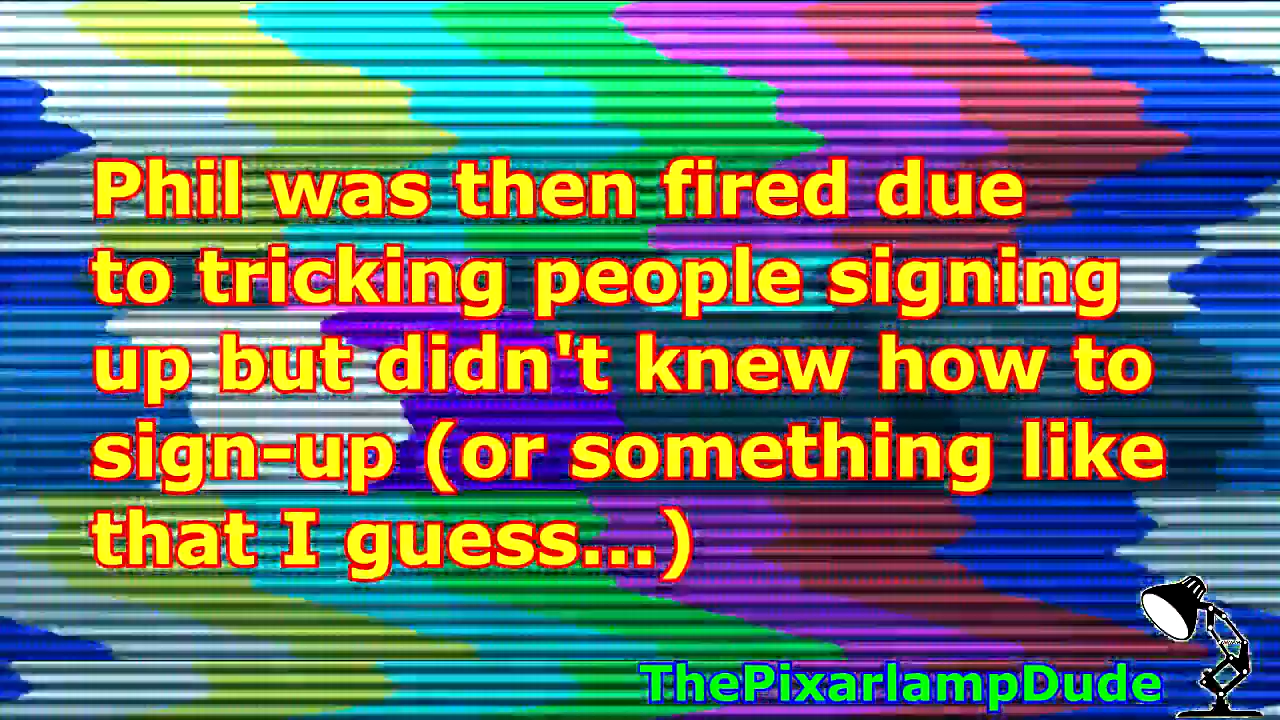 Phil was then fired due
to tricking people signing
up but didn't knew how to
sign-up (or something like
that I guess...)
ThePixarlampDude